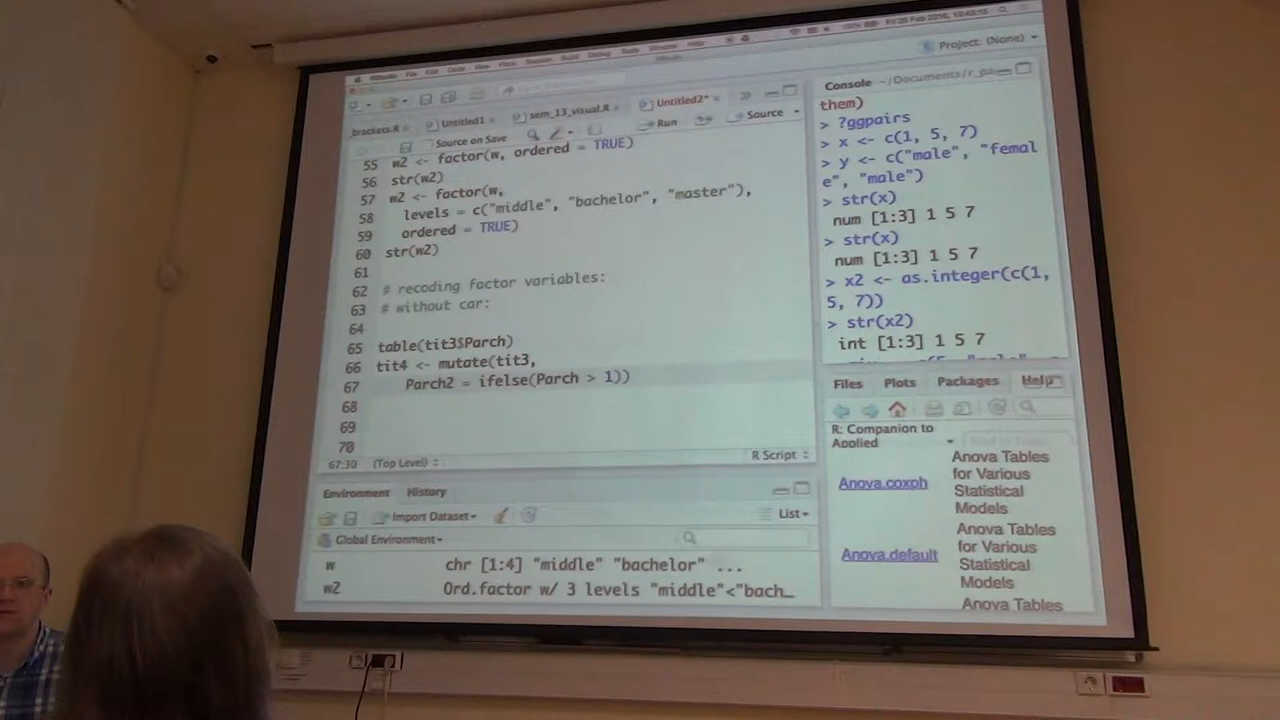 Fri 26 Feb 2016
Project: (None)
_brackets.R
Untitled1
sem_13_visual.R
Untitled2*
Source on Save
Run
Source
55 w2 <- factor(w, ordered = TRUE)
56 str(w2)
57 w2 <- factor(w,
58 levels = c("middle", "bachelor", "master"),
59 ordered = TRUE)
60 str(w2)
61
62 # recoding factor variables:
63 # without car:
64
65 table(tit3$Parch)
66 tit4 <- mutate(tit3,
67 Parch2 = ifelse(Parch > 1))
68
69
70
67:30 (Top Level) R Script
Environment History
Import Dataset List
Global Environment
w chr [1:4] "middle" "bachelor" ...
w2 Ord.factor w/ 3 levels "middle"<"bach…
Console ~/Documents/
them)
> ?ggpairs
> x <- c(1, 5, 7)
> y <- c("male", "femal
e", "male")
> str(x)
num [1:3] 1 5 7
> str(x)
num [1:3] 1 5 7
> x2 <- as.integer(c(1,
5, 7))
> str(x2)
int [1:3] 1 5 7
Files Plots Packages Help
R: Companion to
Applied
Anova.coxph
Anova Tables
for Various
Statistical
Models
Anova.default
Anova Tables
for Various
Statistical
Models
Anova Tables